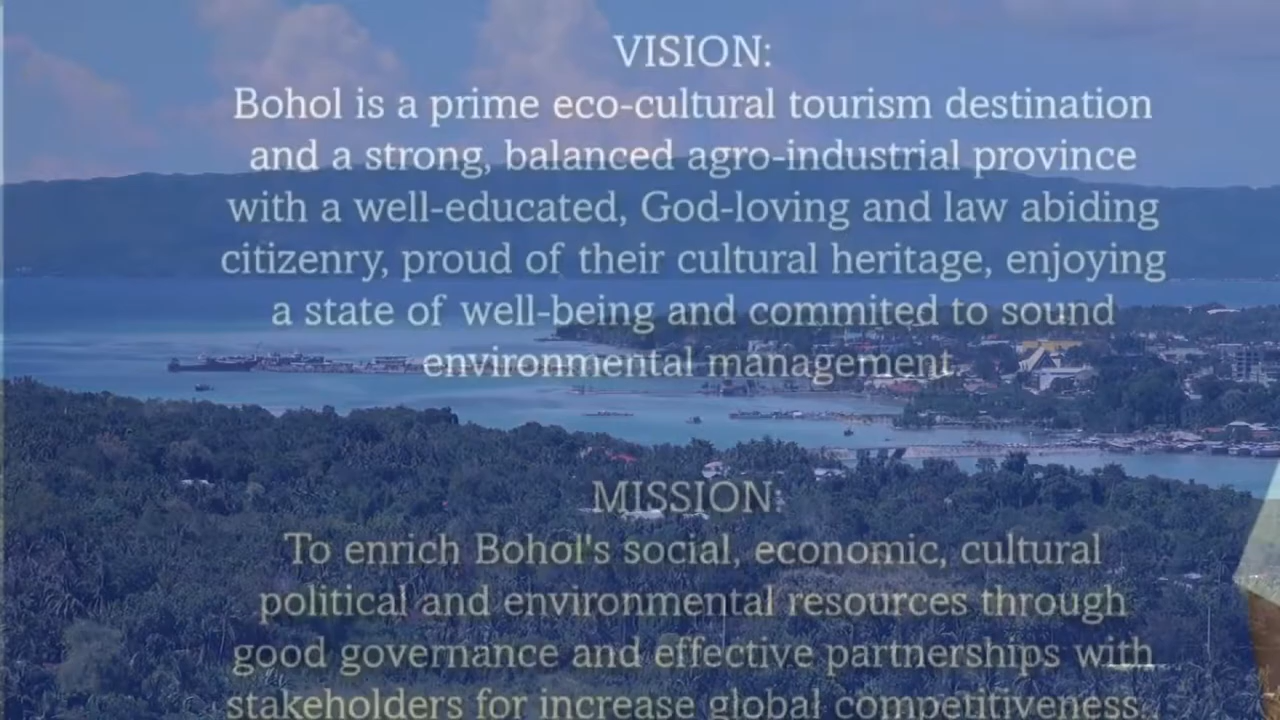 VISION:
Bohol is a prime eco-cultural tourism destination
and a strong, balanced agro-industrial province
with a well-educated, God-loving and law abiding
citizenry, proud of their cultural heritage, enjoying
a state of well-being and commited to sound
environmental management.
MISSION:
To enrich Bohol's social, economic, cultural
political and environmental resources through
good governance and effective partnerships with
stakeholders for increase global competitiveness.